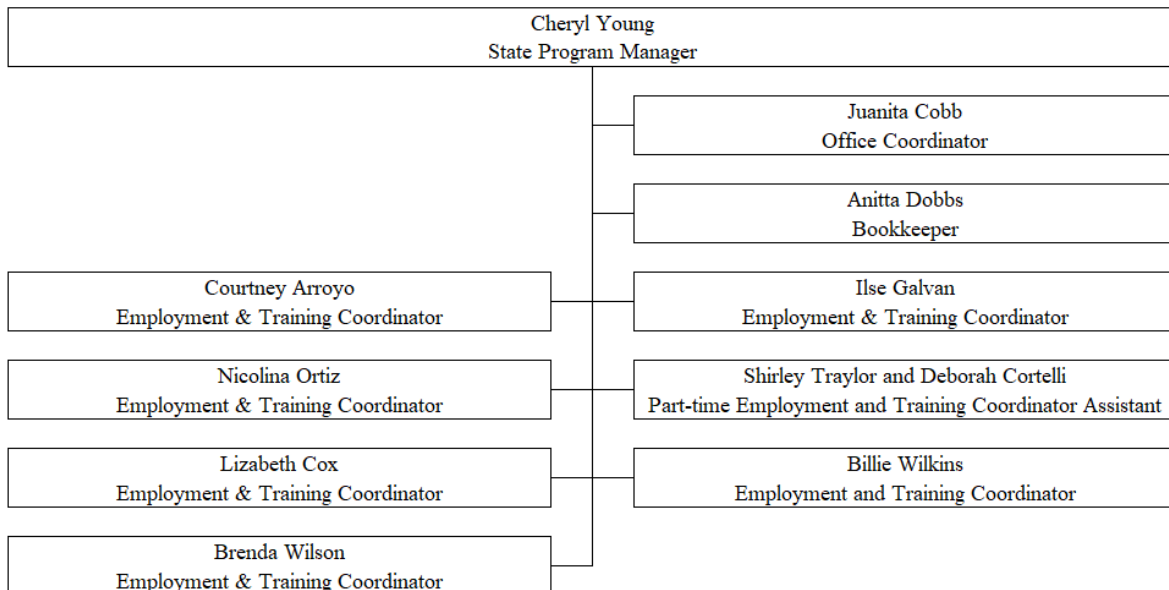 Cheryl Young
State Program Manager
Juanita Cobb
Office Coordinator
Anitta Dobbs
Bookkeeper
Courtney Arroyo
Employment & Training Coordinator
Ilse Galvan
Employment & Training Coordinator
Nicolina Ortiz
Employment & Training Coordinator
Shirley Traylor and Deborah Cortelli
Part-time Employment and Training Coordinator Assistant
Lizabeth Cox
Employment & Training Coordinator
Billie Wilkins
Employment and Training Coordinator
Brenda Wilson
Employment & Training Coordinator